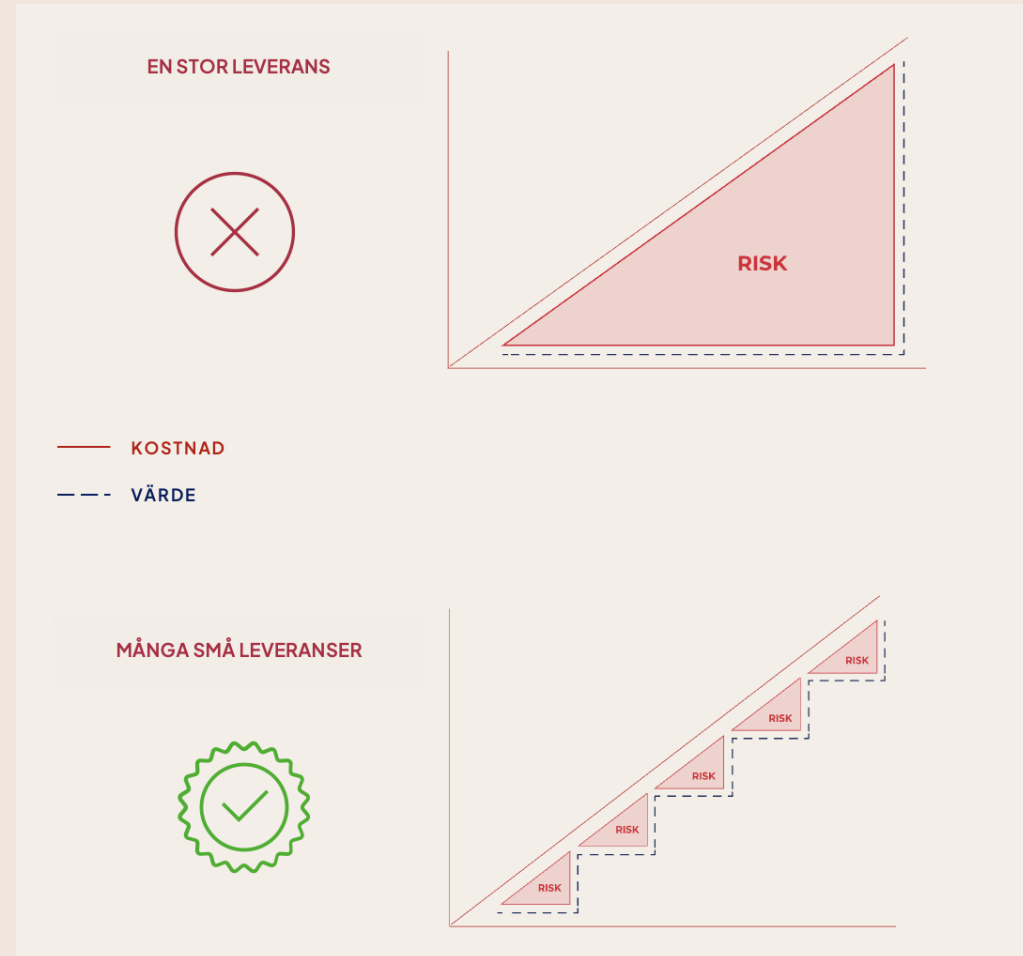 EN STOR LEVERANS
RISK
KOSTNAD
VÄRDE
MÅNGA SMÅ LEVERANSER
RISK
RISK
RISK
RISK
RISK